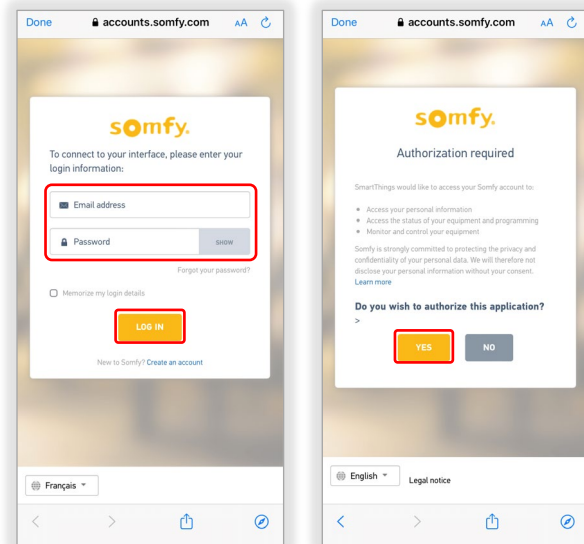 Done
accounts.somfy.com
AA
somfy.
To connect to your interface, please enter your
login information:
Email address
Password
SHOW
Forgot your password?
Memorize my login details
LOG IN
New to Somfy? Create an account
Français
Done
accounts.somfy.com
AA
somfy.
Authorization required
SmartThings would like to access your Somfy account to:
Access your personal information
Access the status of your equipment and programming
Monitor and control your equipment
Somfy is strongly committed to protecting the privacy and
confidentiality of your personal data. We will therefore not
disclose your personal information without your consent.
Learn more
Do you wish to authorize this application?
>
YES
NO
English
Legal notice